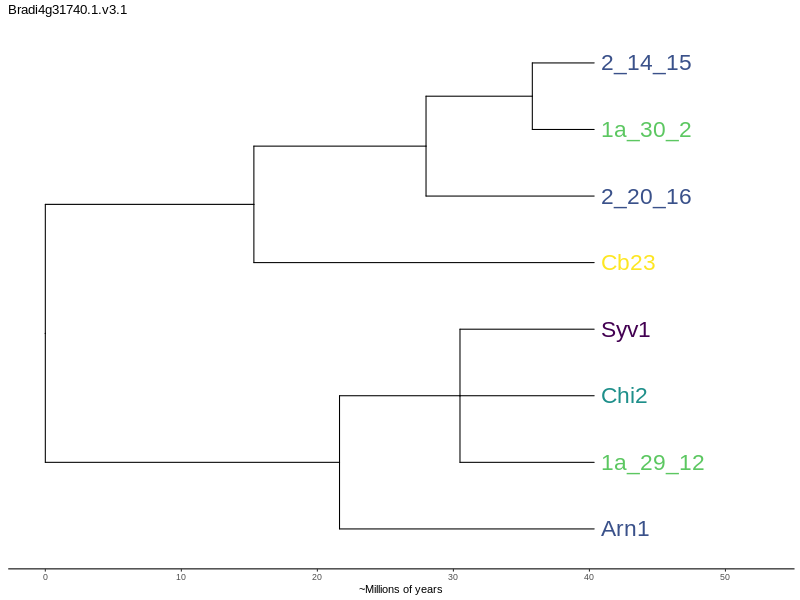 Bradi4g31740.1.v3.1
2_14_15
1a_30_2
2_20_16
Cb23
Syv1
Chi2
1a_29_12
Arn1
0 10 20 30 40 50
~Millions of years